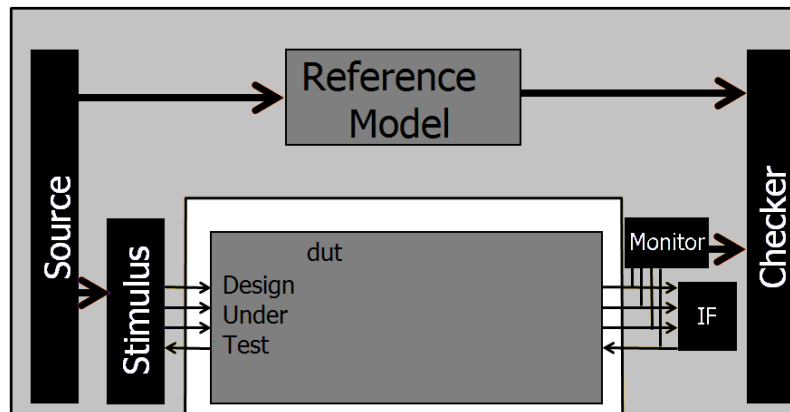 Reference
Model
Source
Stimulus
dut
Design
Under
Test
Monitor
IF
Checker